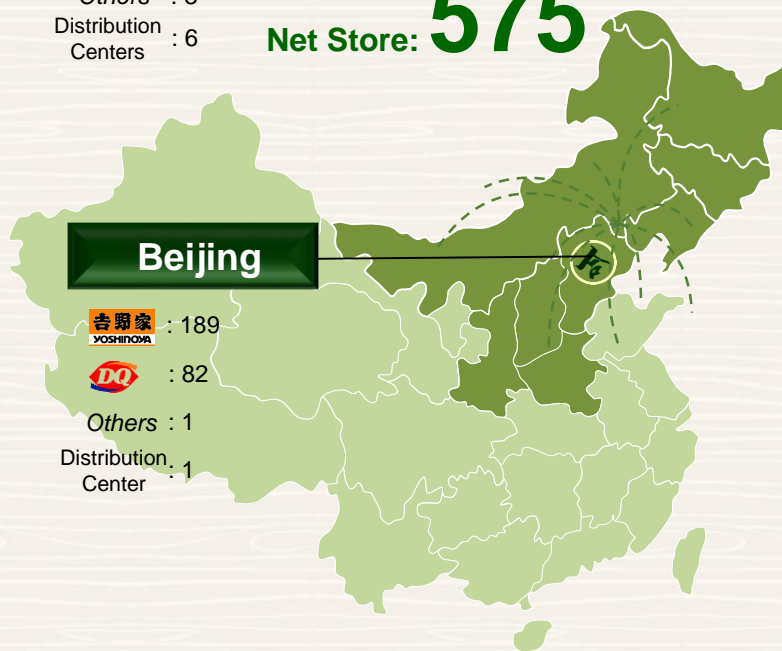 Others :
Distribution
Centers : 6
Net Store: 575
Beijing
吉野家
YOSHINOYA : 189
DQ : 82
Others : 1
Distribution
Center : 1